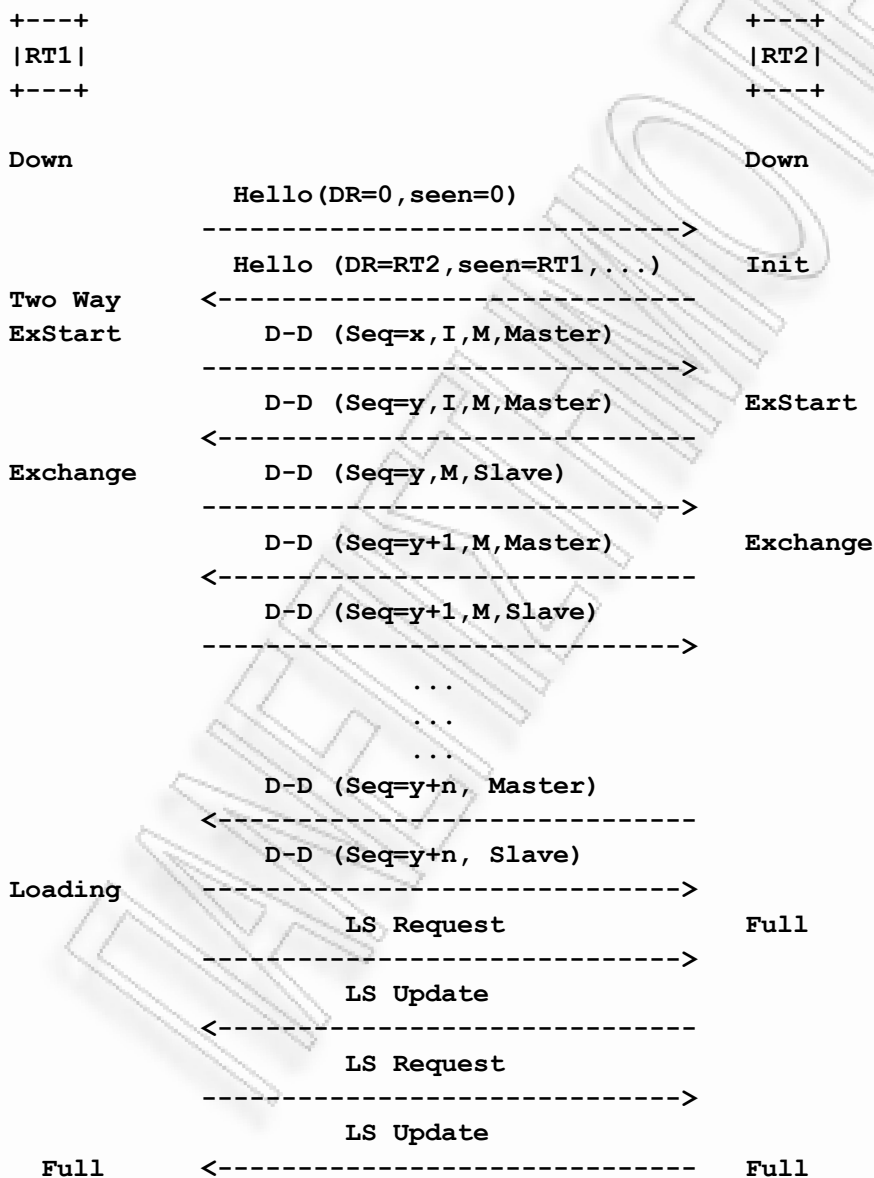 +---+ +---+
|RT1| |RT2|
+---+ +---+
Down Down
Hello(DR=0,seen=0)
------------------------------>
Hello (DR=RT2,seen=RT1,...) Init
Two Way <------------------------------
ExStart D-D (Seq=x,I,M,Master)
------------------------------>
D-D (Seq=y,I,M,Master) ExStart
<------------------------------
Exchange D-D (Seq=y,M,Slave)
------------------------------>
D-D (Seq=y+1,M,Master) Exchange
<------------------------------
D-D (Seq=y+1,M,Slave)
------------------------------>
...
...
...
D-D (Seq=y+n, Master)
<------------------------------
D-D (Seq=y+n, Slave)
Loading ------------------------------>
LS Request Full
------------------------------>
LS Update
<------------------------------
LS Request
------------------------------>
LS Update
Full <------------------------------ Full